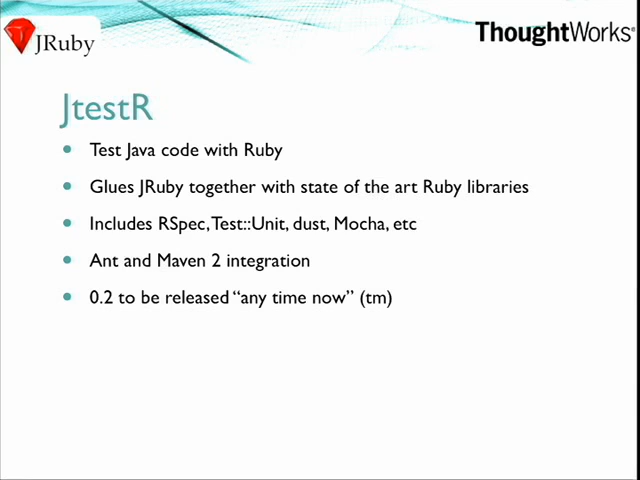 JRuby
ThoughtWorks®
JtestR
Test Java code with Ruby
Glues JRuby together with state of the art Ruby libraries
Includes RSpec, Test::Unit, dust, Mocha, etc
Ant and Maven 2 integration
0.2 to be released “any time now” (tm)